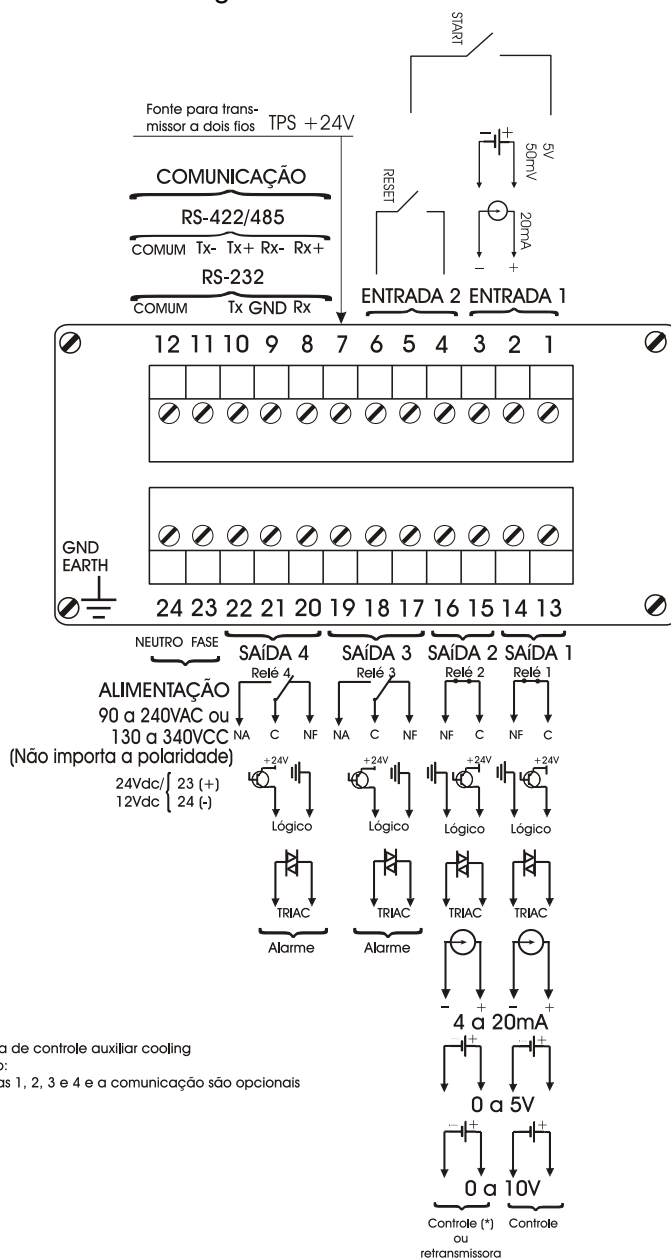 START
Fonte para trans-
missor a dois fios TPS +24V
5V
50mV
COMUNICAÇÃO
RESET
20mA
RS-422/485
COMUM Tx- Tx+ Rx- Rx+
RS-232
COMUM Tx GND Rx
ENTRADA 2 ENTRADA 1
12 11 10 9 8 7 6 5 4 3 2 1
GND
EARTH
24 23 22 21 20 19 18 17 16 15 14 13
NEUTRO FASE SAÍDA 4 SAÍDA 3 SAÍDA 2 SAÍDA 1
Relé 4 Relé 3 Relé 2 Relé 1
ALIMENTAÇÃO
90 a 240VAC ou
130 a 340VCC
(Não importa a polaridade)
NA C NF NA C NF NF C NF C
24Vdc/ 23 (+)
12Vdc 24 (-)
+24V +24V +24V +24V
Lógico Lógico Lógico Lógico
TRIAC TRIAC TRIAC TRIAC
Alarme Alarme
- + - +
4 a 20mA
a de controle auxiliar cooling
o:
as 1, 2, 3 e 4 e a comunicação são opcionais
0 a 5V
0 a 10V
Controle (*) Controle
ou
retransmissora